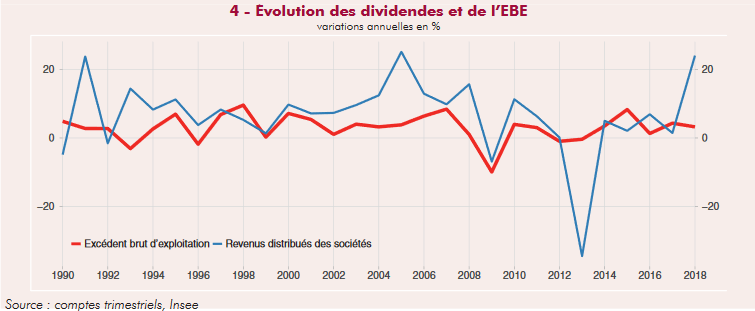 4 - Evolution des dividendes et de l'EBE
variations annuelles en %
20 20
0 0
−20 −20
Excédent brut d'exploitation Revenus distribués des sociétés
1990 1992 1994 1996 1998 2000 2002 2004 2006 2008 2010 2012 2014 2016 2018
Source : comptes trimestriels, Insee